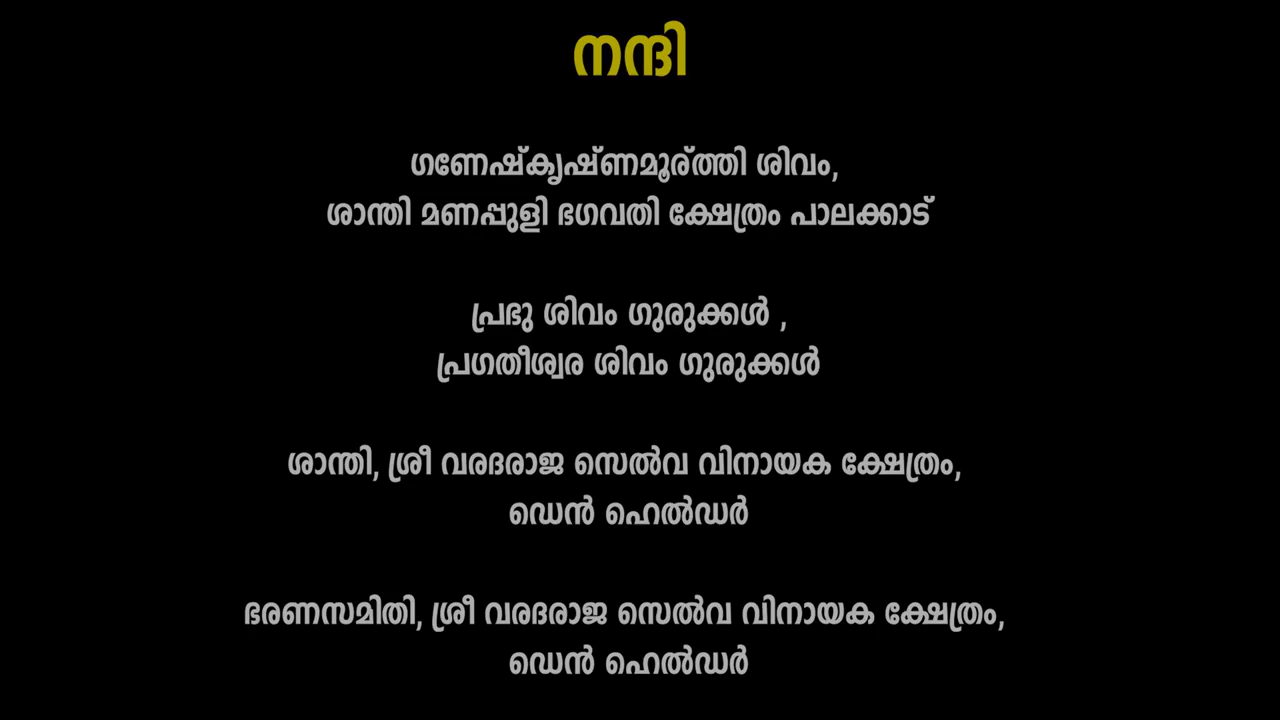 നന്ദി
ഗണേഷ്കൃഷ്ണമൂര്ത്തി ശിവം,
ശാന്തി മണപ്പുളി ഭഗവതി ക്ഷേത്രം പാലക്കാട്
പ്രഭു ശിവം ഗുരുക്കൾ ,
പ്രഗതീശ്വര ശിവം ഗുരുക്കൾ
ശാന്തി, ശ്രീ വരദരാജ സെൽവ വിനായക ക്ഷേത്രം,
ഡെൻ ഹെൽഡർ
ഭരണസമിതി, ശ്രീ വരദരാജ സെൽവ വിനായക ക്ഷേത്രം,
ഡെൻ ഹെൽഡർ